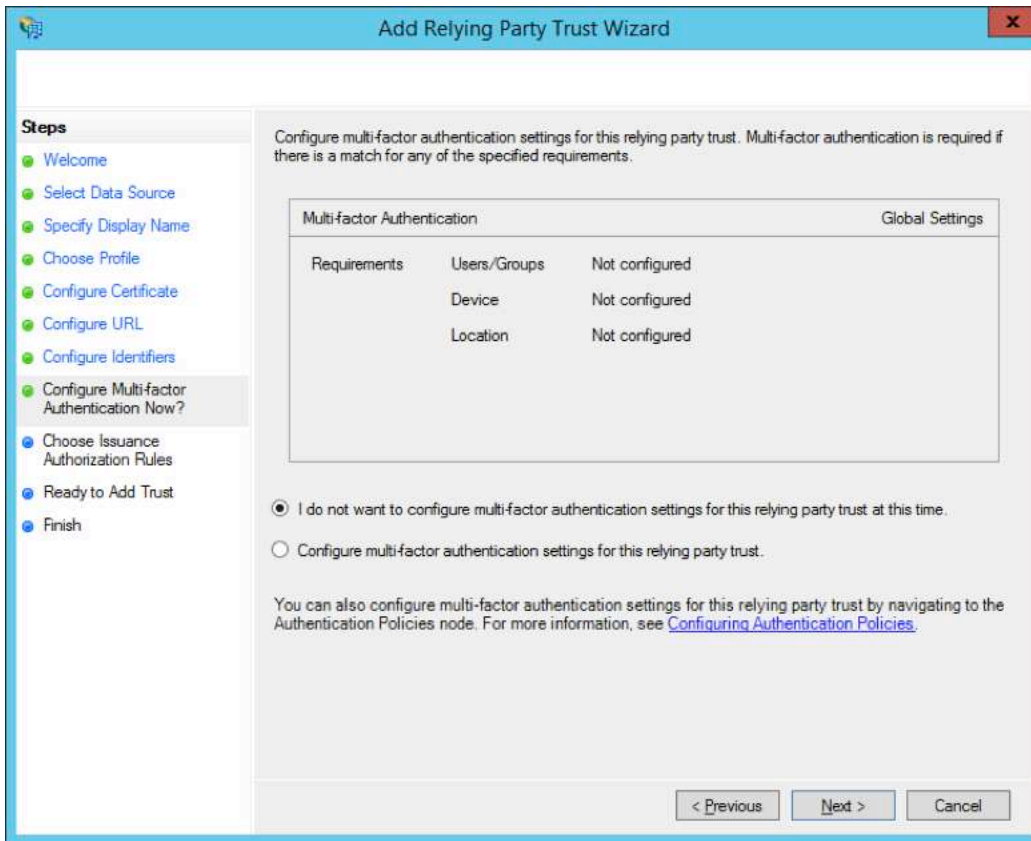 Add Relying Party Trust Wizard
x
Steps
Welcome
Select Data Source
Specify Display Name
Choose Profile
Configure Certificate
Configure URL
Configure Identifiers
Configure Multi-factor
Authentication Now?
Choose Issuance
Authorization Rules
Ready to Add Trust
Finish
Configure multi-factor authentication settings for this relying party trust. Multi-factor authentication is required if
there is a match for any of the specified requirements.
Multi-factor Authentication Global Settings
Requirements Users/Groups Not configured
Device Not configured
Location Not configured
I do not want to configure multi-factor authentication settings for this relying party trust at this time.
Configure multi-factor authentication settings for this relying party trust.
You can also configure multi-factor authentication settings for this relying party trust by navigating to the
Authentication Policies node. For more information, see Configuring Authentication Policies.
< Previous Next > Cancel